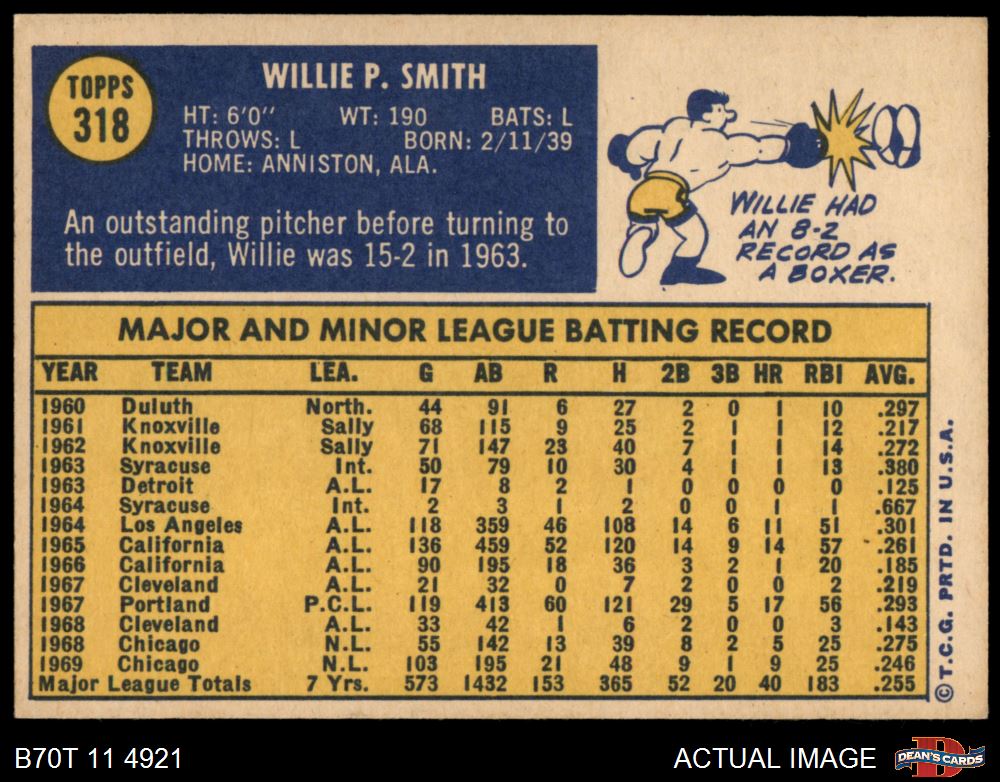 TOPPS
318
WILLIE P. SMITH
HT: 6'0" WT: 190 BATS: L
THROWS: L BORN: 2/11/39
HOME: ANNISTON, ALA.
An outstanding pitcher before turning to
the outfield, Willie was 15-2 in 1963.
WILLIE HAD
AN 8-2
RECORD AS
A BOXER.
MAJOR AND MINOR LEAGUE BATTING RECORD
YEAR TEAM LEA. G AB R H 2B 3B HR RBI AVG.
1960 Duluth North. 44 91 6 27 2 0 1 10 .297
1961 Knoxville Sally 68 115 9 25 2 1 1 12 .217
1962 Knoxville Sally 71 147 23 40 7 1 1 14 .272
1963 Syracuse Int. 50 79 10 30 4 1 1 13 .380
1963 Detroit A.L. 17 8 2 1 0 0 0 0 .125
1964 Syracuse Int. 2 3 1 2 0 0 1 1 .667
1964 Los Angeles A.L. 118 359 46 108 14 6 11 51 .301
1965 California A.L. 136 459 52 120 14 9 14 57 .261
1966 California A.L. 90 195 18 36 3 2 1 20 .185
1967 Cleveland A.L. 21 32 0 7 2 0 0 2 .219
1967 Portland P.C.L. 119 413 60 121 29 5 17 56 .293
1968 Cleveland A.L. 33 42 1 6 2 0 0 3 .143
1968 Chicago N.L. 55 142 13 39 8 2 5 25 .275
1969 Chicago N.L. 103 195 21 48 9 1 9 25 .246
Major League Totals 7 Yrs. 573 1432 153 365 52 20 40 183 .255
©T.C.G. PRTD. IN U.S.A.
B70T 11 4921
ACTUAL IMAGE
D
DEAN'S CARDS